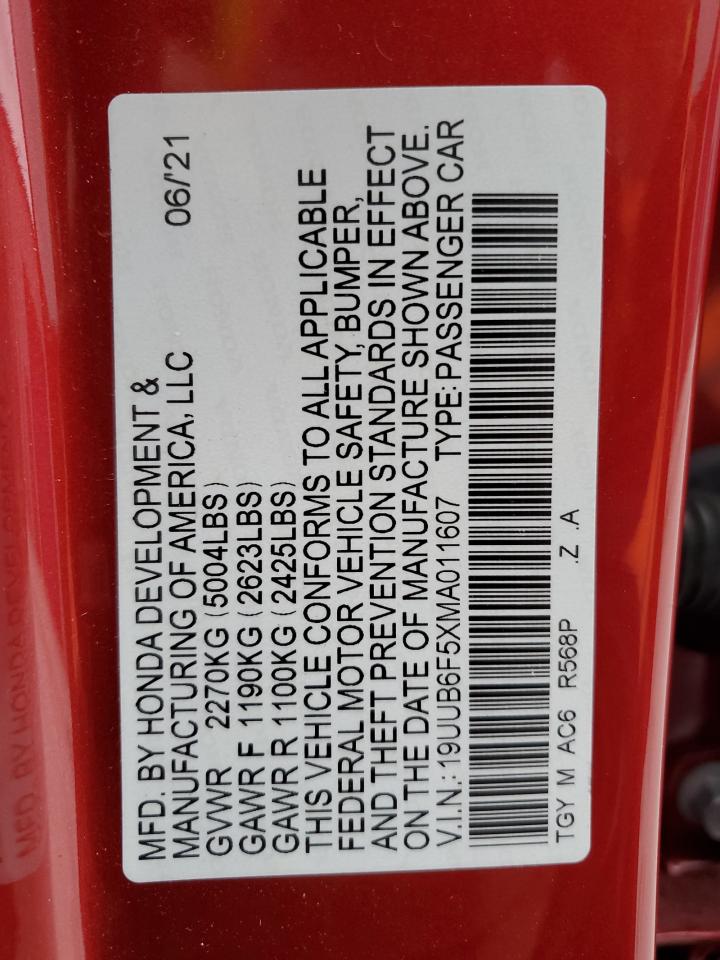 MFD. BY HONDA DEVELOPMENT &
MANUFACTURING OF AMERICA, LLC 06/'21
GVWR 2270KG (5004LBS)
GAWR F 1190KG (2623LBS)
GAWR R 1100KG (2425LBS)
THIS VEHICLE CONFORMS TO ALL APPLICABLE
FEDERAL MOTOR VEHICLE SAFETY, BUMPER,
AND THEFT PREVENTION STANDARDS IN EFFECT
ON THE DATE OF MANUFACTURE SHOWN ABOVE.
V.I.N.:19UUB6F5XMA011607 TYPE:PASSENGER CAR
TGY M AC6 R568P .Z .A